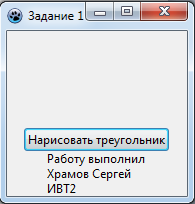 Задание 1
Нарисовать треугольник
Работу выполнил
Храмов Сергей
ИВТ2